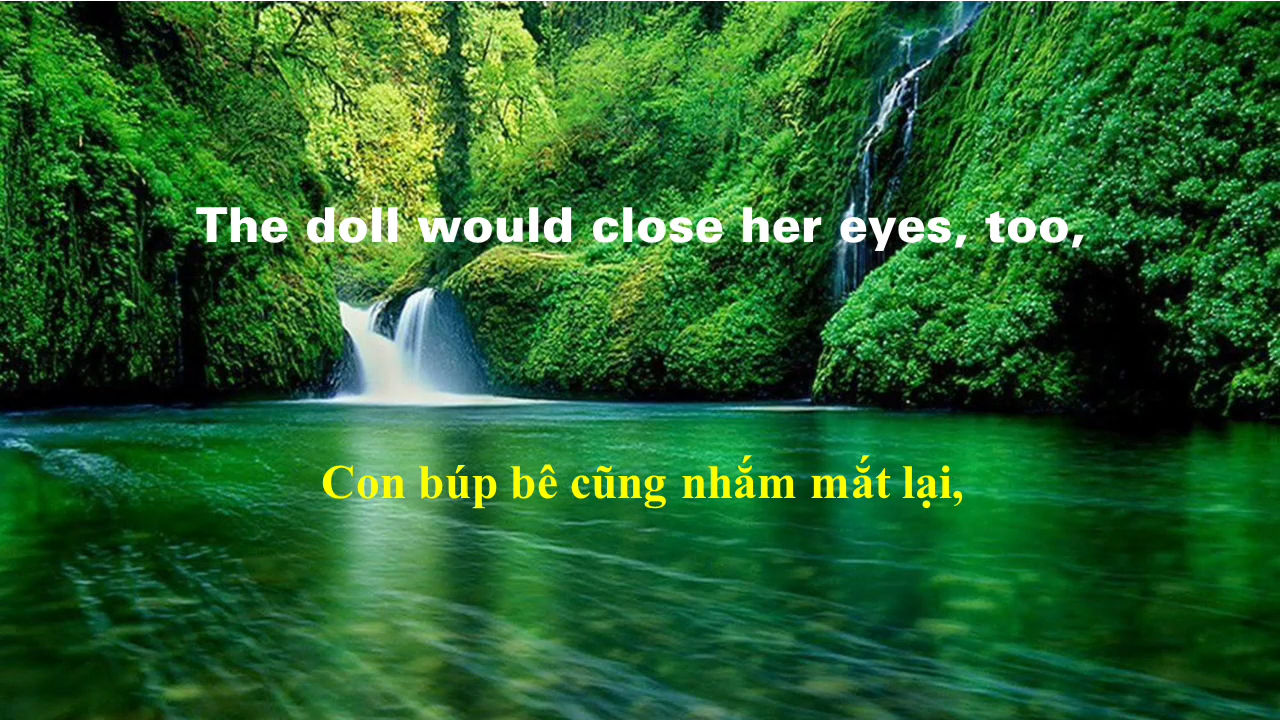 The doll would close her eyes, too,
Con búp bê cũng nhắm mắt lại,